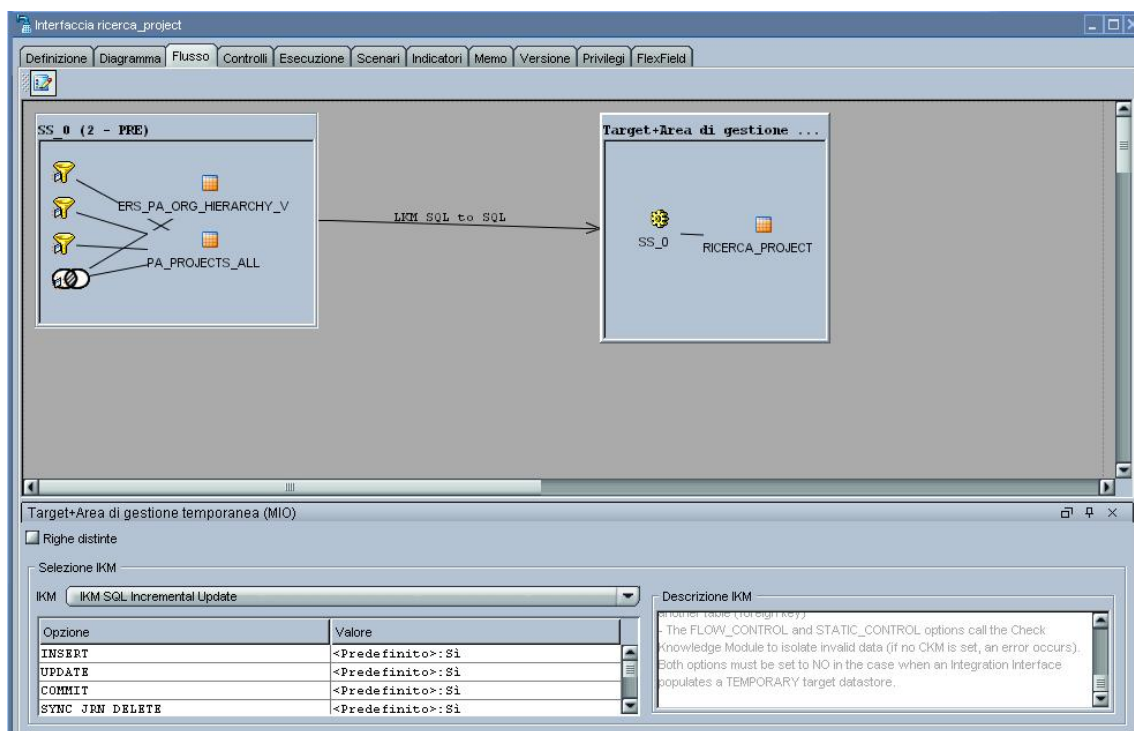 Interfaccia ricerca_project
Definizione Diagramma Flusso Controlli Esecuzione Scenari Indicatori Memo Versione Privilegi FlexField
SS_0 (2 - PRE)
ERS_PA_ORG_HIERARCHY_V
PA_PROJECTS_ALL
LKM SQL to SQL
Target+Area di gestione ...
SS_0
RICERCA_PROJECT
Target+Area di gestione temporanea (MIO)
Righe distinte
Selezione IKM
IKM IKM SQL Incremental Update
Opzione Valore
INSERT <Predefinito>:Sì
UPDATE <Predefinito>:Sì
COMMIT <Predefinito>:Sì
SYNC JRN DELETE <Predefinito>:Sì
Descrizione IKM
another table (foreign key)
- The FLOW_CONTROL and STATIC_CONTROL options call the Check
Knowledge Module to isolate invalid data (if no CKM is set, an error occurs).
Both options must be set to NO in the case when an Integration Interface
populates a TEMPORARY target datastore.